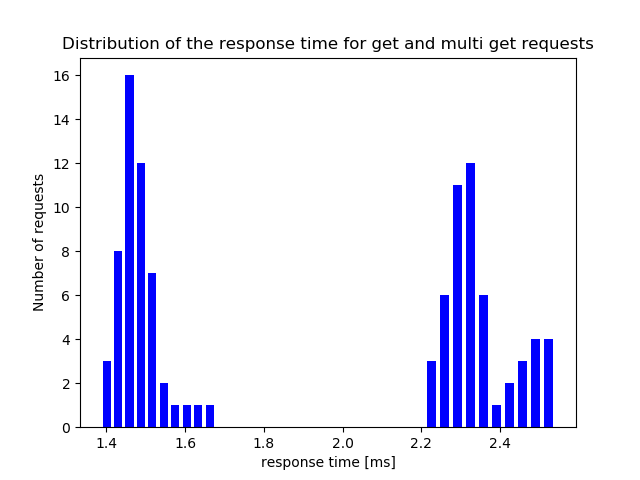 Distribution of the response time for get and multi get requests
16
14
12
10
8
6
4
2
0
Number of requests
1.4 1.6 1.8 2.0 2.2 2.4
response time [ms]